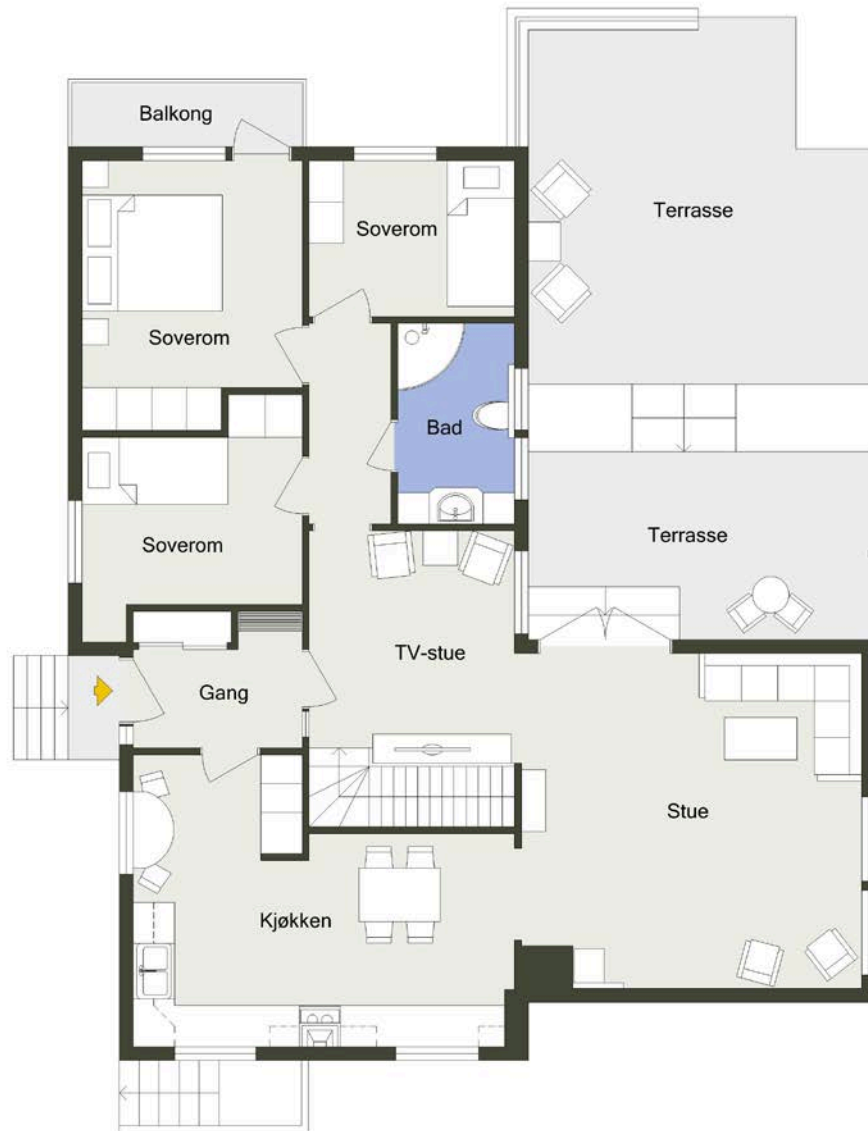 Balkong
Terrasse
Soverom
Soverom
Bad
Soverom
Terrasse
TV-stue
Gang
Stue
Kjøkken